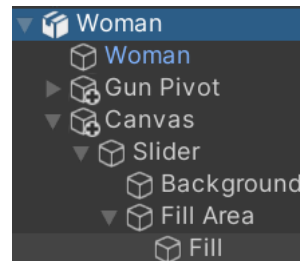 Woman
Woman
Gun Pivot
Canvas
Slider
Background
Fill Area
Fill